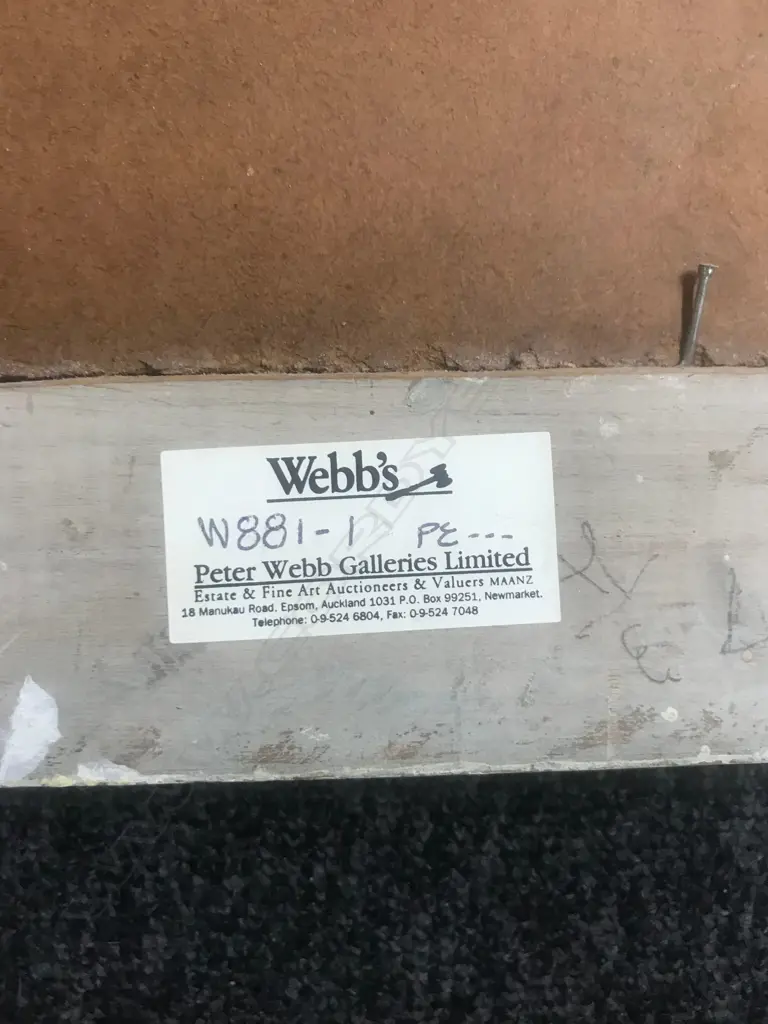 Webb's
W881-1 PE---
Peter Webb Galleries Limited
Estate & Fine Art Auctioneers & Valuers MAANZ
18 Manukau Road, Epsom, Auckland 1031 P.O. Box 99251, Newmarket.
Telephone: 0-9-524 6804, Fax: 0-9-524 7048